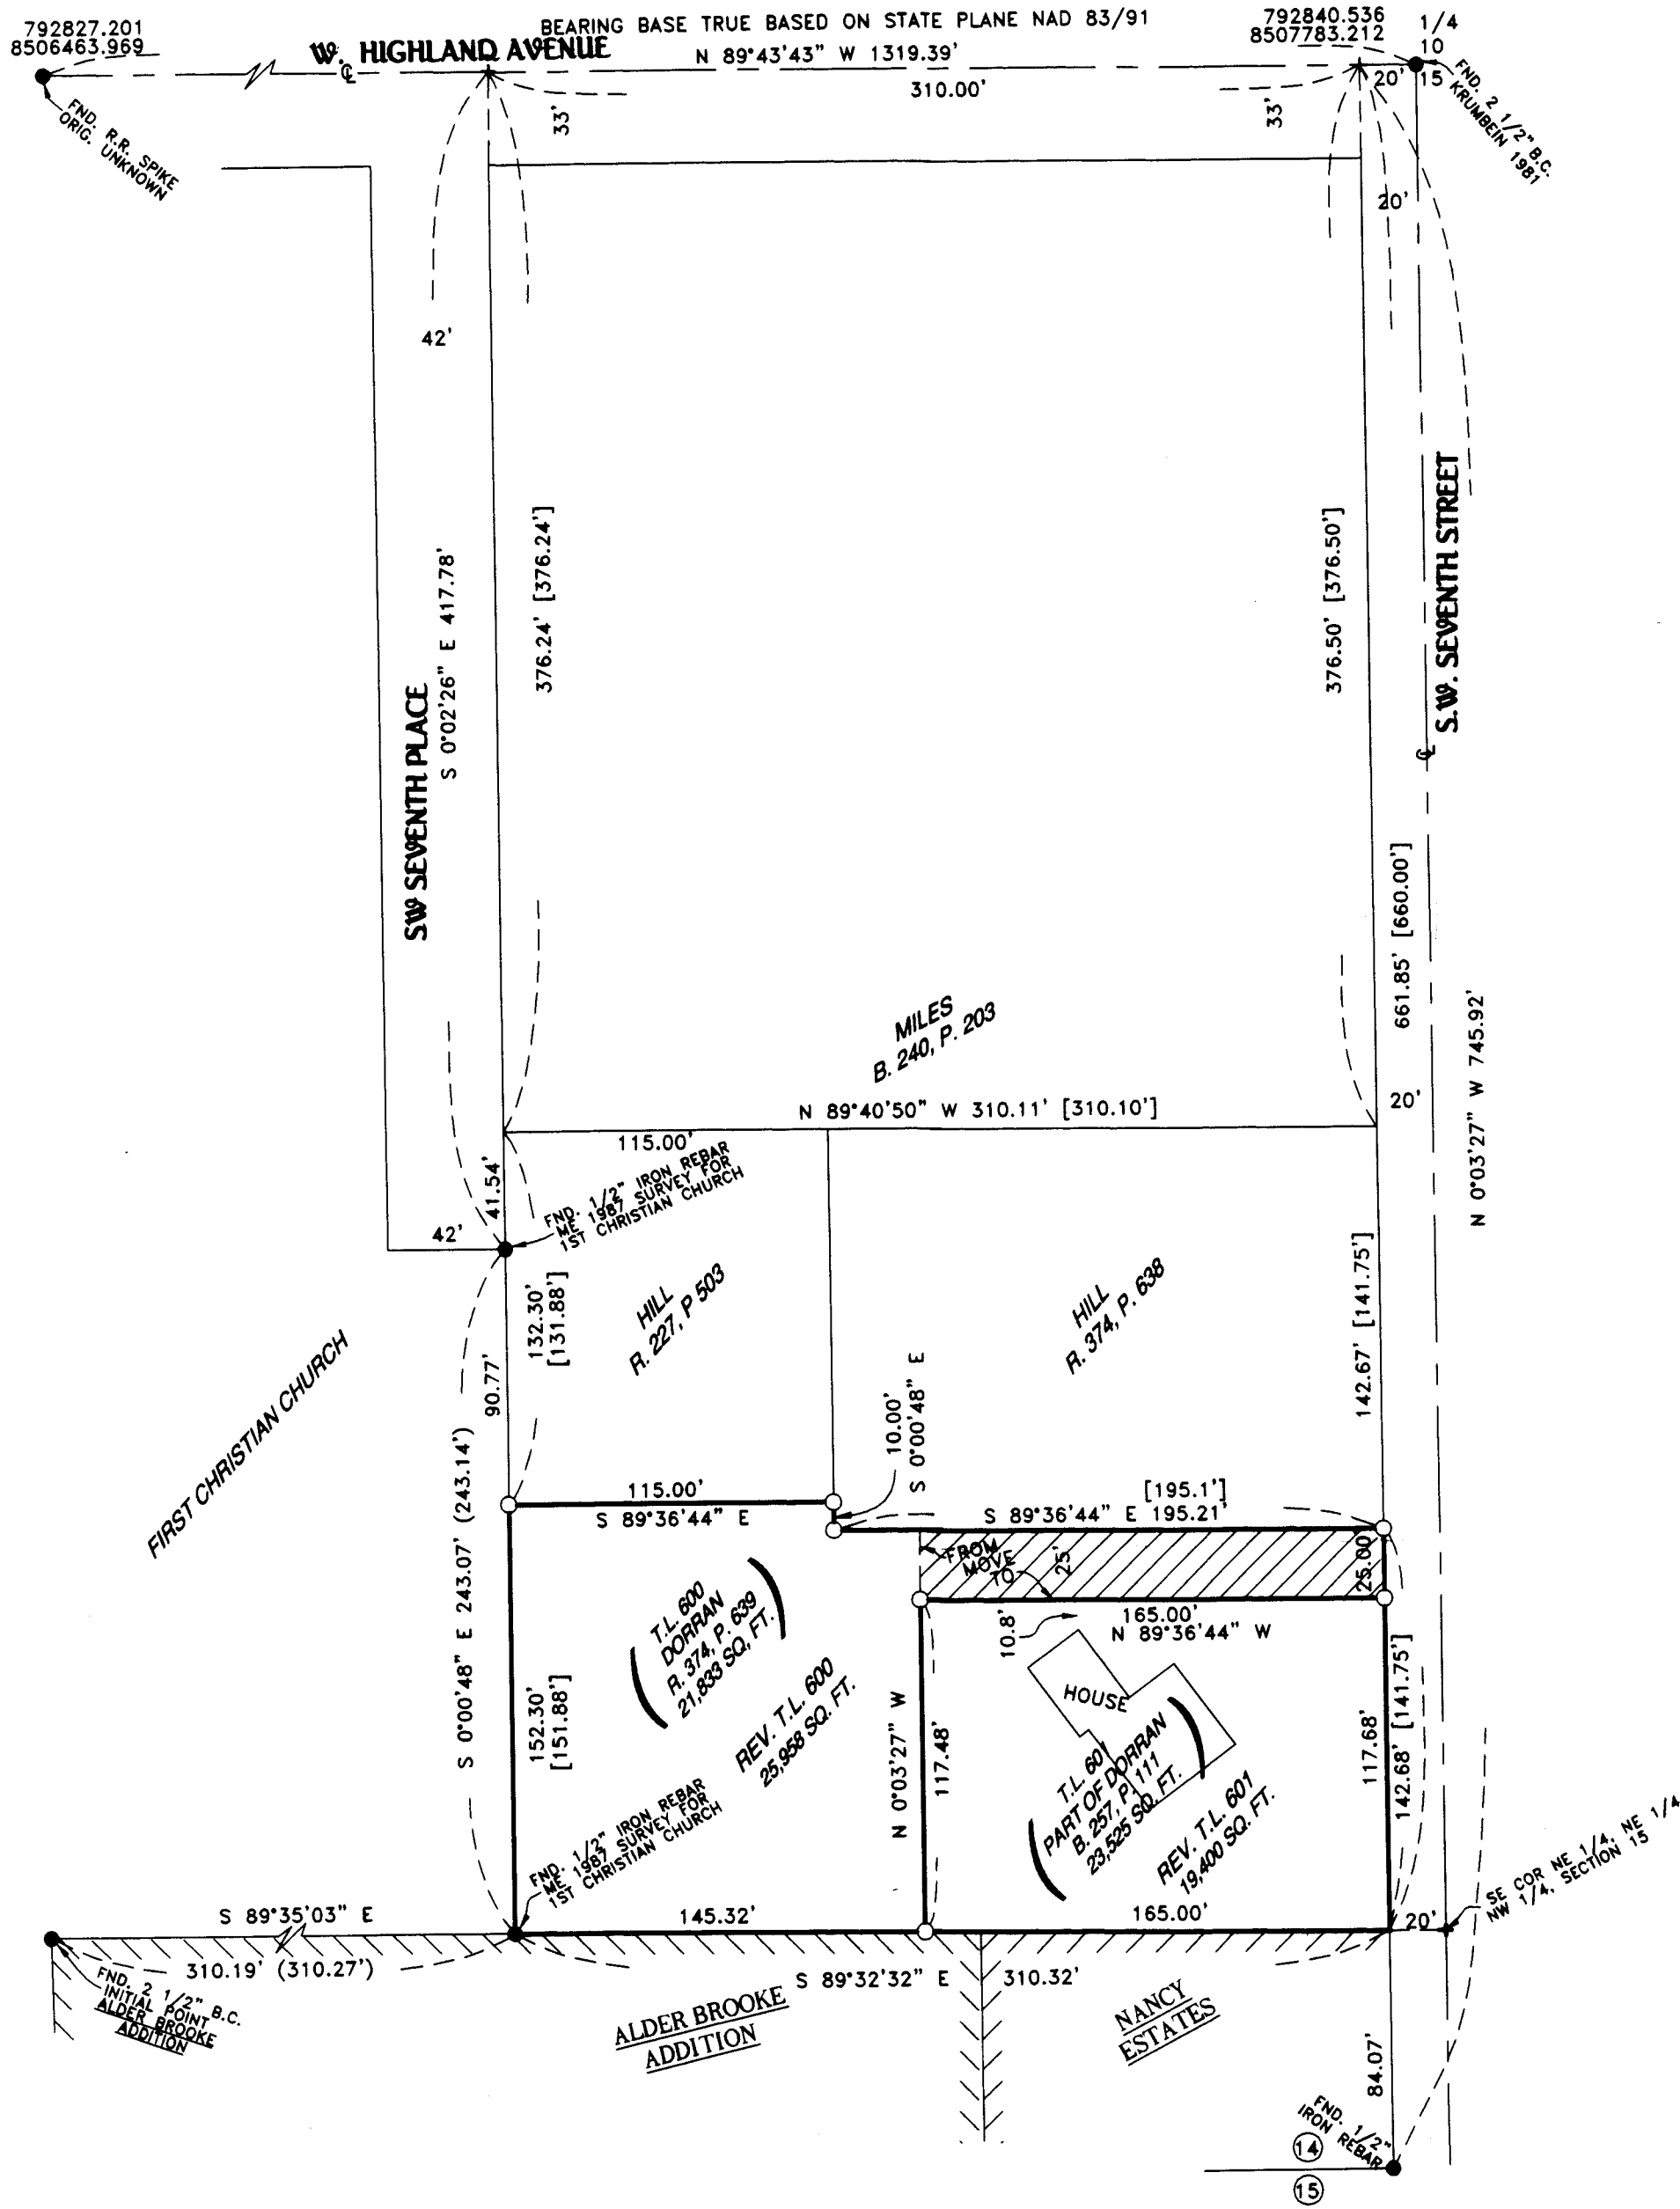 792827.201
8506463.969
BEARING BASE TRUE BASED ON STATE PLANE NAD 83/91
792840.536
8507783.212
1/4
10
15
W. HIGHLAND AVENUE
N 89°43'43" W 1319.39'
310.00'
20'
33'
33'
FND. R.R. SPIKE
ORIG. UNKNOWN
FND. 2 1/2" B.C.
KRUMBEIN 1981
20'
42'
376.24' [376.24']
376.50' [376.50']
S.W. SEVENTH STREET
SW SEVENTH PLACE
S 0°02'26" E 417.78'
661.85' [660.00']
N 0°03'27" W 745.92'
MILES
B. 240, P. 203
20'
N 89°40'50" W 310.11' [310.10']
115.00'
41.54'
FND. 1/2" IRON REBAR
ME 1987 SURVEY FOR
1ST CHRISTIAN CHURCH
42'
132.30'
[131.88']
HILL
R. 227, P 503
HILL
R. 374, P. 638
142.67' [141.75']
90.77'
FIRST CHRISTIAN CHURCH
S 0°00'48" E 243.07' (243.14')
10.00'
S 0°00'48" E
115.00'
S 89°36'44" E
[195.1']
S 89°36'44" E 195.21'
FROM
MOVE
TO
25'
25.00'
165.00'
N 89°36'44" W
10.8'
HOUSE
T.L. 600
DORRAN
R. 374, P. 639
21,833 SQ. FT.
REV. T.L. 600
25,958 SQ. FT.
152.30'
[151.88']
N 0°03'27" W
117.48'
T.L. 601
PART OF DORRAN
B. 257, P. 111
23,525 SQ. FT.
REV. T.L. 601
19,400 SQ. FT.
117.68'
142.68' [141.75']
FND. 1/2" IRON REBAR
ME 1987 SURVEY FOR
1ST CHRISTIAN CHURCH
SE COR NE 1/4, NE 1/4
NW 1/4, SECTION 15
S 89°35'03" E
145.32'
165.00'
20'
310.19' (310.27')
S 89°32'32" E 310.32'
FND. 2 1/2" B.C.
INITIAL POINT
ALDER BROOKE
ADDITION
ALDER BROOKE
ADDITION
NANCY
ESTATES
84.07'
FND. 1/2"
IRON REBAR
14
15